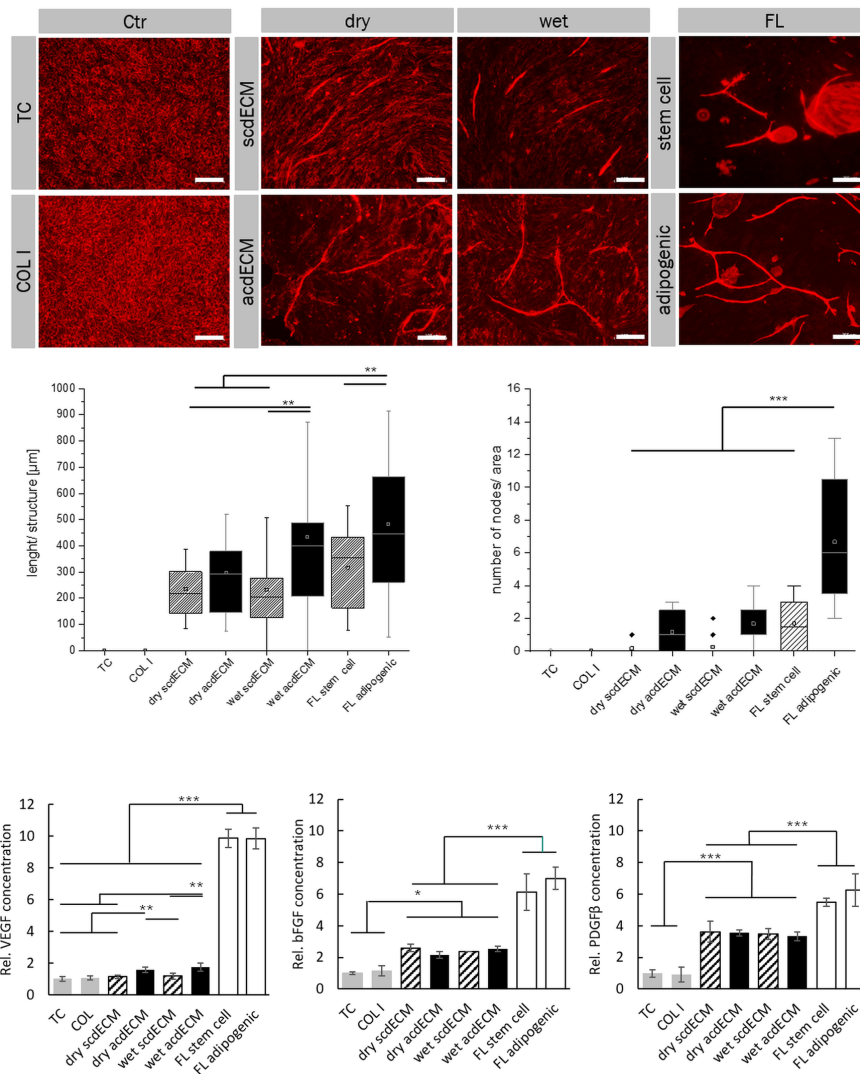 Ctr
dry
wet
FL
TC
scdECM
stem cell
COL I
acdECM
adipogenic
1000
900
800
700
600
500
400
300
200
100
0
lenght/ structure [µm]
**
**
TC
COL I
dry scdECM
dry acdECM
wet scdECM
wet acdECM
FL stem cell
FL adipogenic
16
14
12
10
8
6
4
2
0
number of nodes/ area
***
TC
COL I
dry scdECM
dry acdECM
wet scdECM
wet acdECM
FL stem cell
FL adipogenic
12
10
8
6
4
2
0
Rel. VEGF concentration
***
**
**
TC
COL
dry scdECM
dry acdECM
wet scdECM
wet acdECM
FL stem cell
FL adipogenic
12
10
8
6
4
2
0
Rel. bFGF concentration
***
*
TC
COL I
dry scdECM
dry acdECM
wet scdECM
wet acdECM
FL stem cell
FL adipogenic
12
10
8
6
4
2
0
Rel. PDGFβ concentration
***
***
TC
COL I
dry scdECM
dry acdECM
wet scdECM
wet acdECM
FL stem cell
FL adipogenic